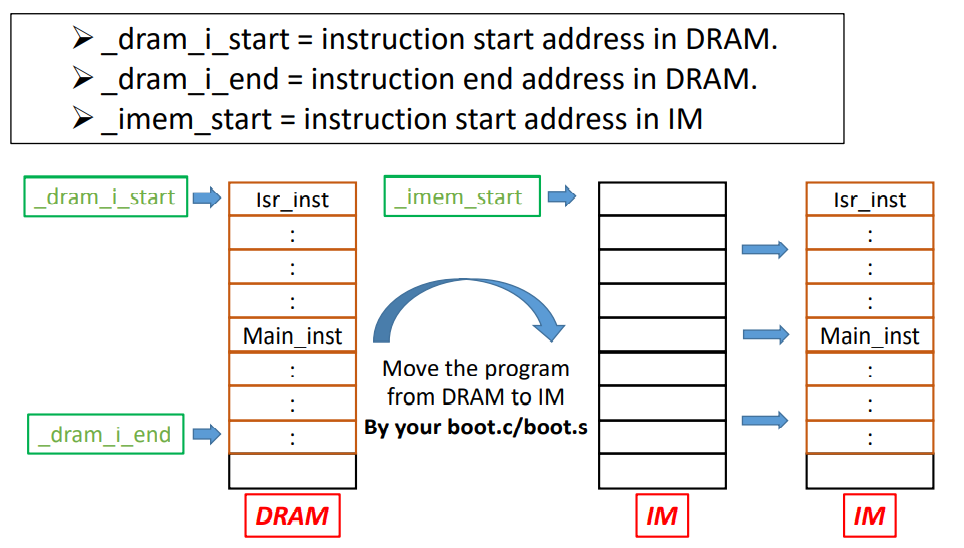 ➢ _dram_i_start = instruction start address in DRAM.
➢ _dram_i_end = instruction end address in DRAM.
➢ _imem_start = instruction start address in IM
_dram_i_start
Isr_inst
:
:
:
Main_inst
:
:
:
_dram_i_end
DRAM
_imem_start
Move the program
from DRAM to IM
By your boot.c/boot.s
IM
Isr_inst
:
:
:
Main_inst
:
:
:
IM